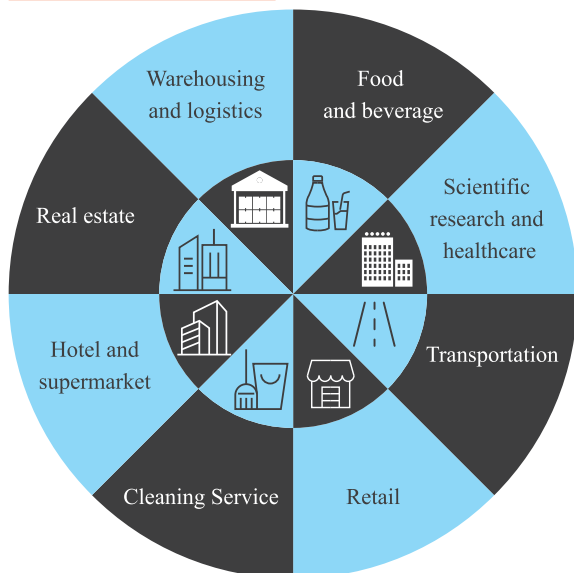 Warehousing
and logistics
Food
and beverage
Real estate
Scientific
research and
healthcare
Hotel and
supermarket
Transportation
Cleaning Service
Retail